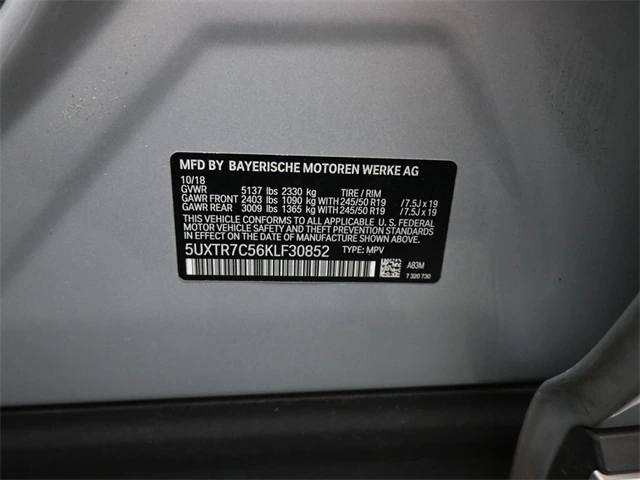 MFD BY BAYERISCHE MOTOREN WERKE AG
10/18
GVWR 5137 lbs 2330 kg TIRE / RIM
GAWR FRONT 2403 lbs 1090 kg WITH 245/50 R19 /7.5J x 19
GAWR REAR 3009 lbs 1365 kg WITH 245/50 R19 /7.5J x 19
THIS VEHICLE CONFORMS TO ALL APPLICABLE U. S. FEDERAL
MOTOR VEHICLE SAFETY STANDARDS IN EFFECT ON
THE DATE OF MANUFACTURE SHOWN ABOVE.
5UXTR7C56KLF30852 TYPE: MPV
A83M
7 320 730